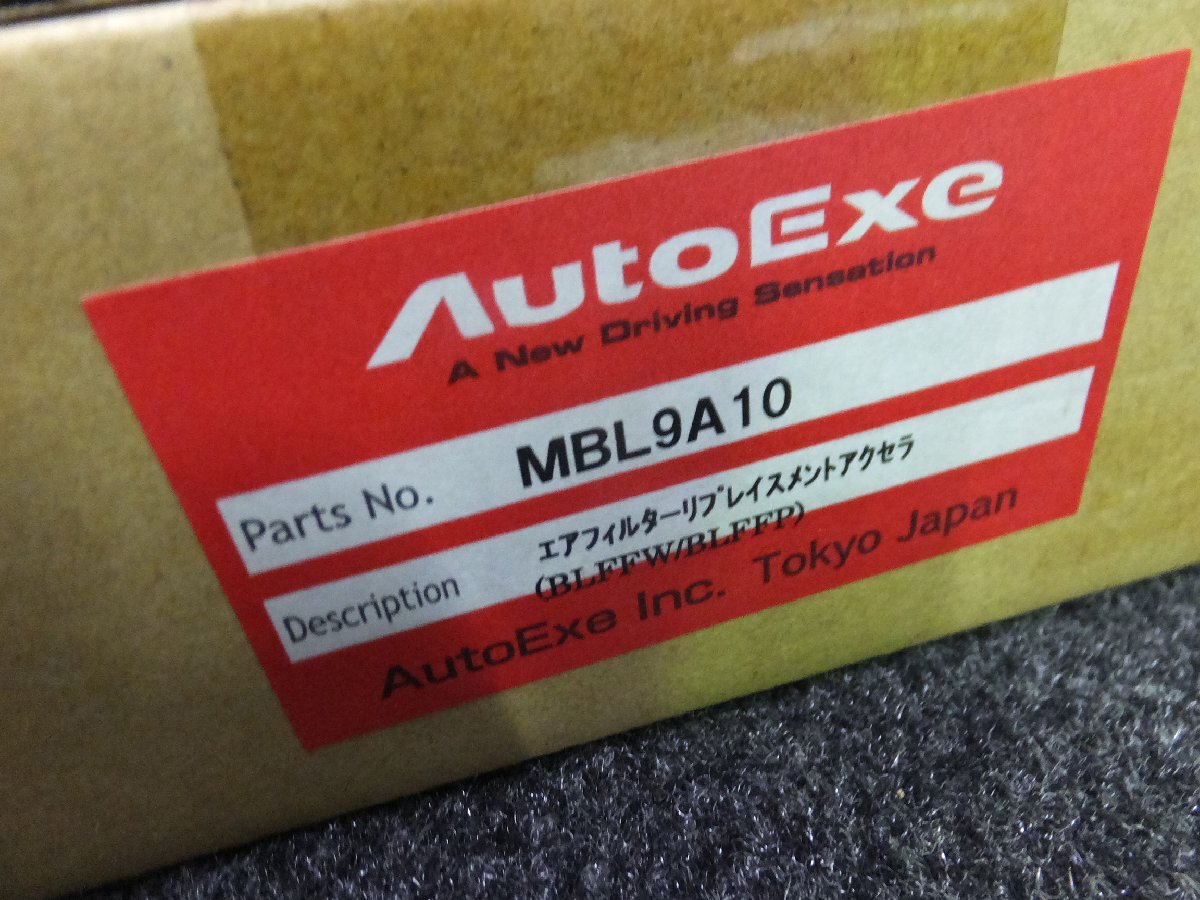 AutoExe
A New Driving Sensation
Parts No. MBL9A10
Description エアフィルターリプレイスメントアクセラ
(BLFFW/BLFFP)
AutoExe Inc. Tokyo Japan